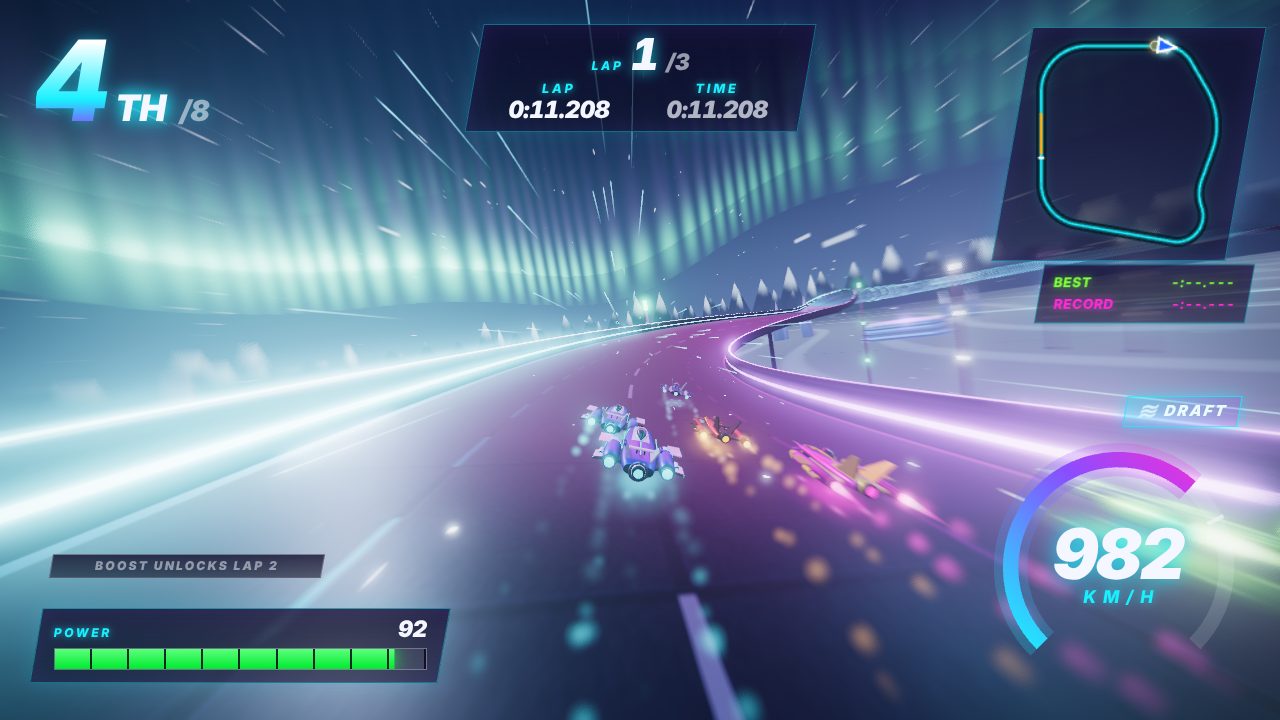 4TH /8
LAP 1 /3
LAP TIME
0:11.208 0:11.208
BEST -:--.---
RECORD -:--.---
DRAFT
982
KM/H
BOOST UNLOCKS LAP 2
POWER 92